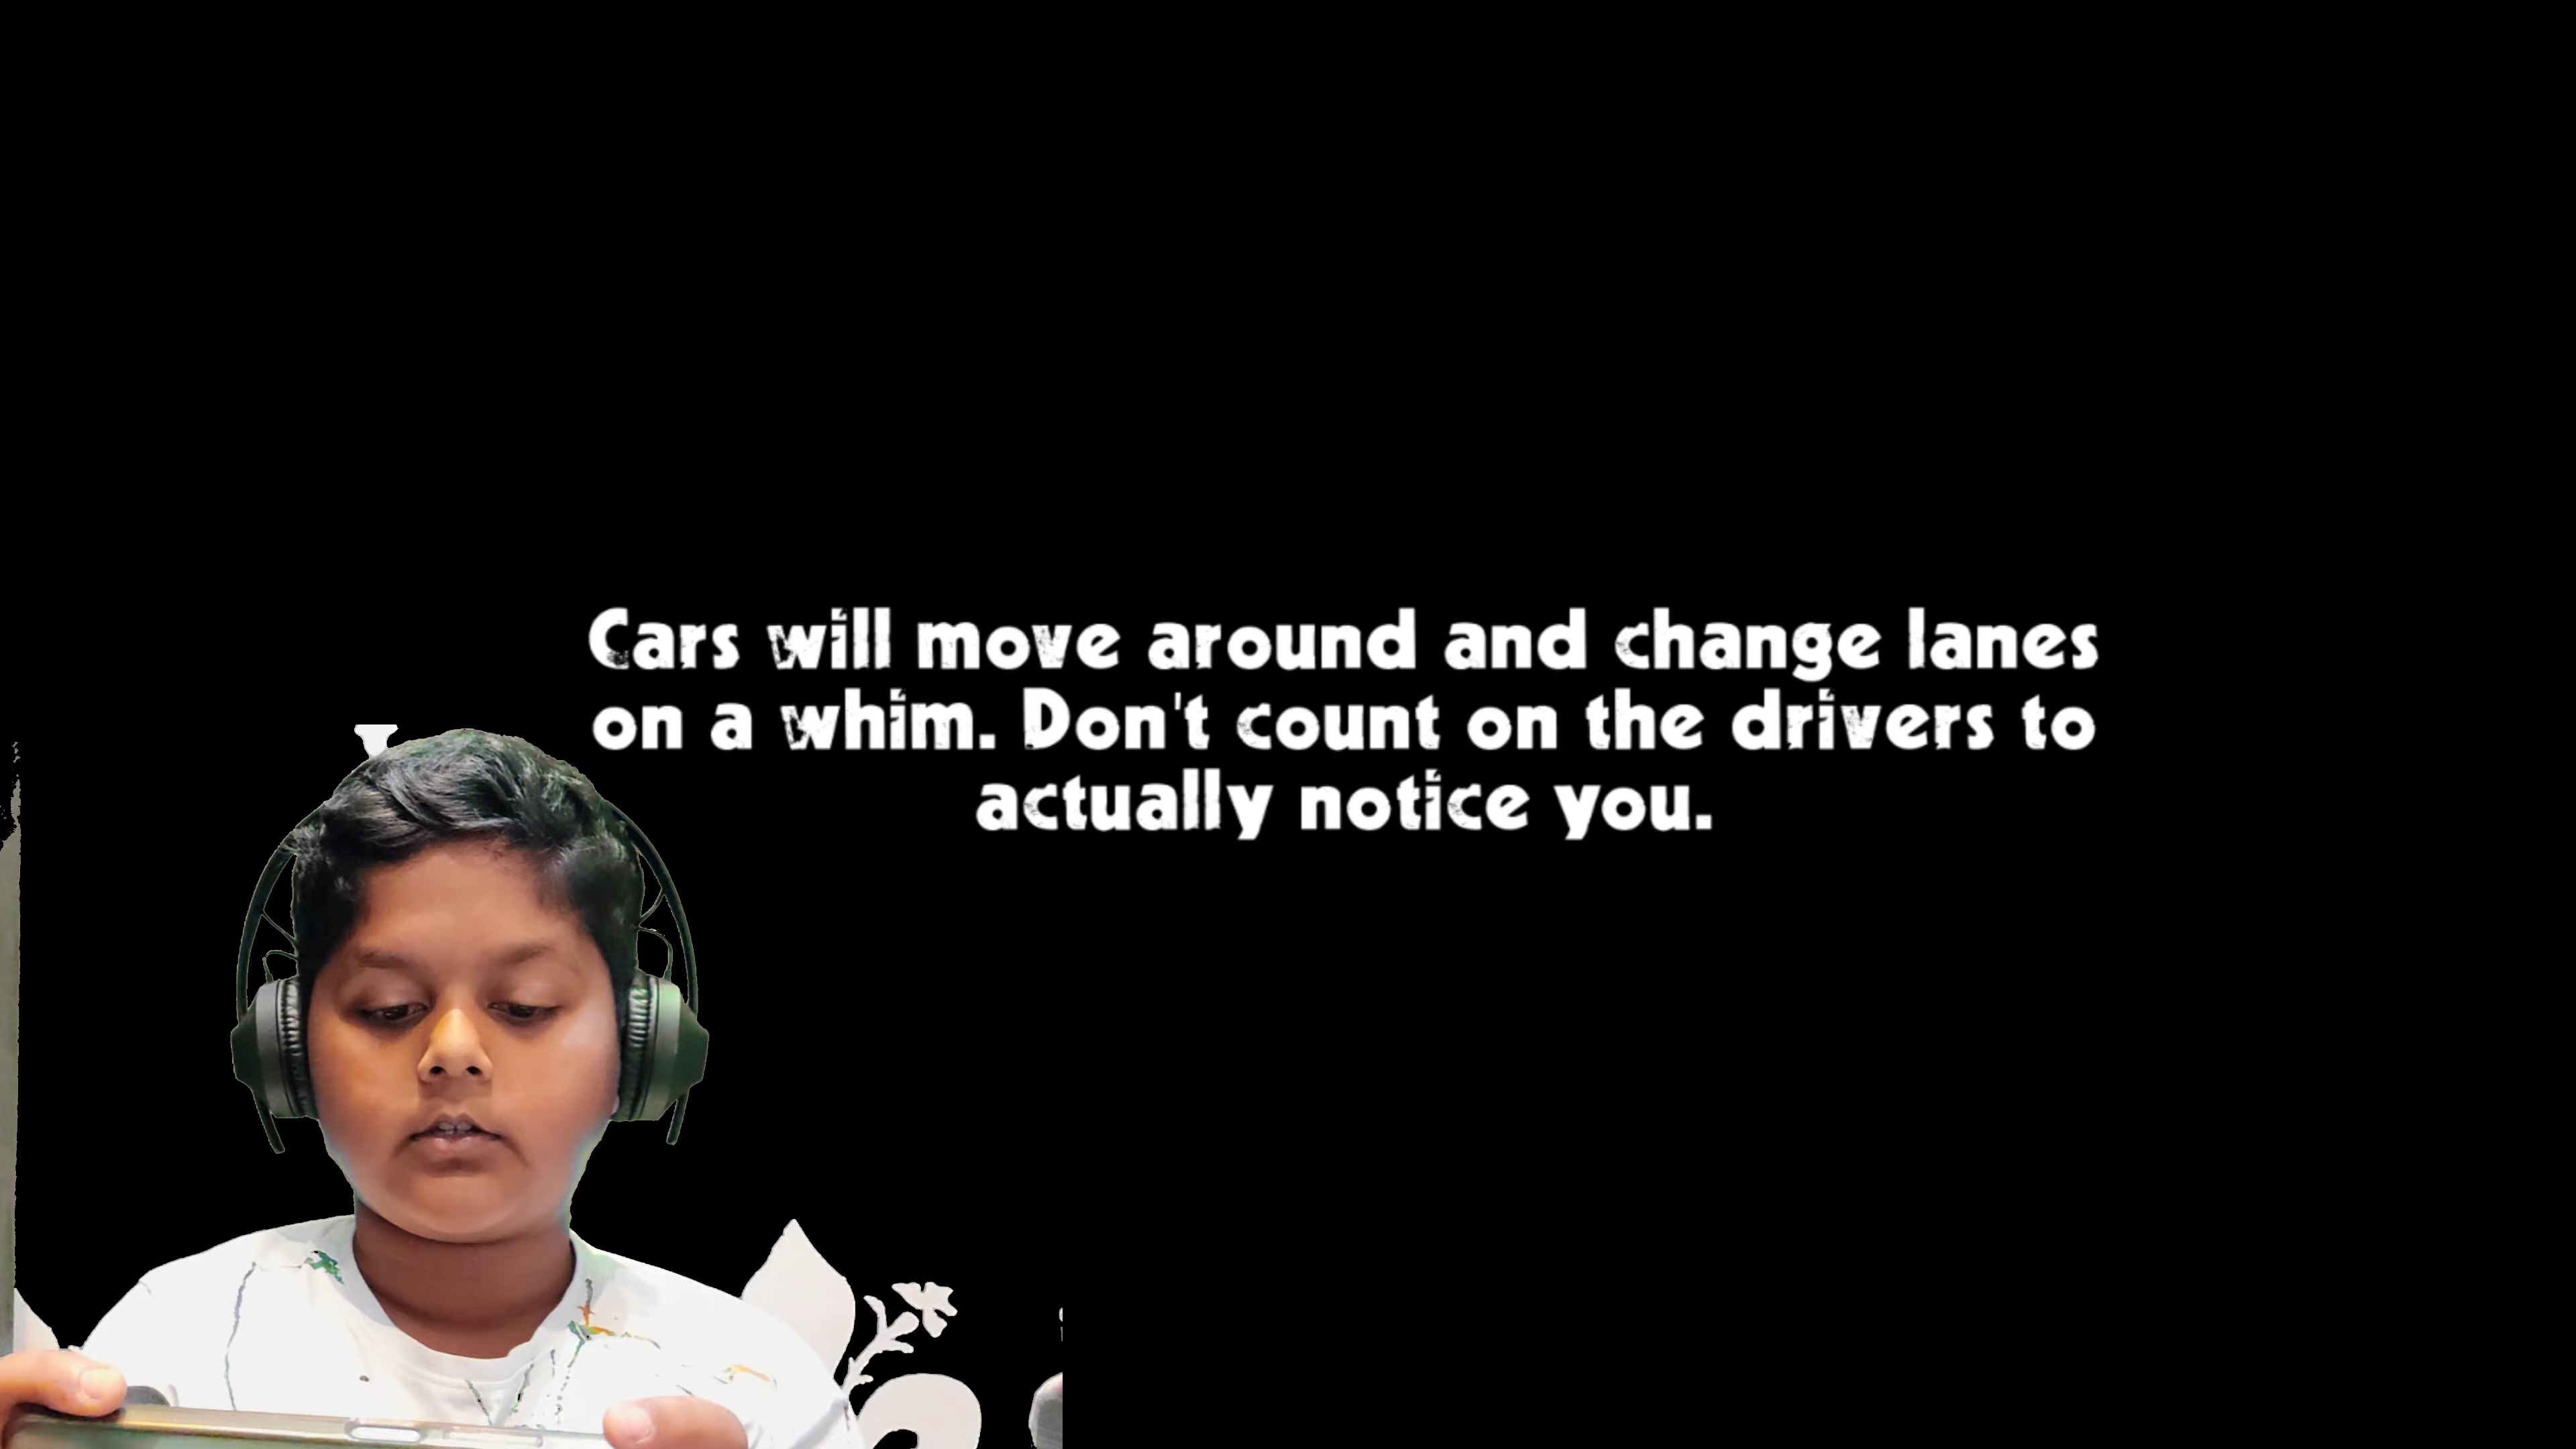 Cars will move around and change lanes
on a whim. Don't count on the drivers to
actually notice you.